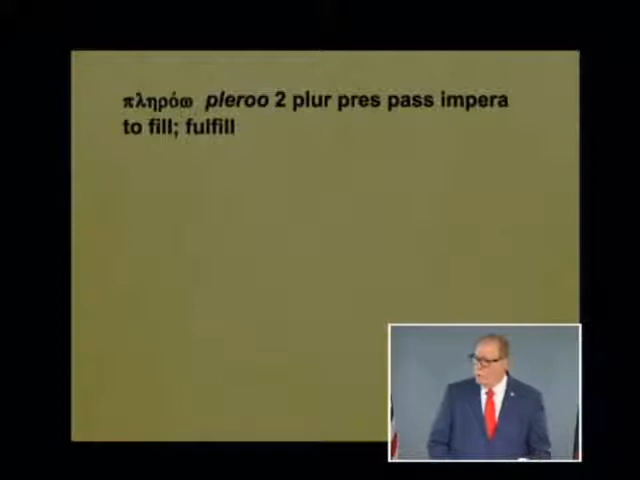 πληρόω pleroo 2 plur pres pass impera
to fill; fulfill